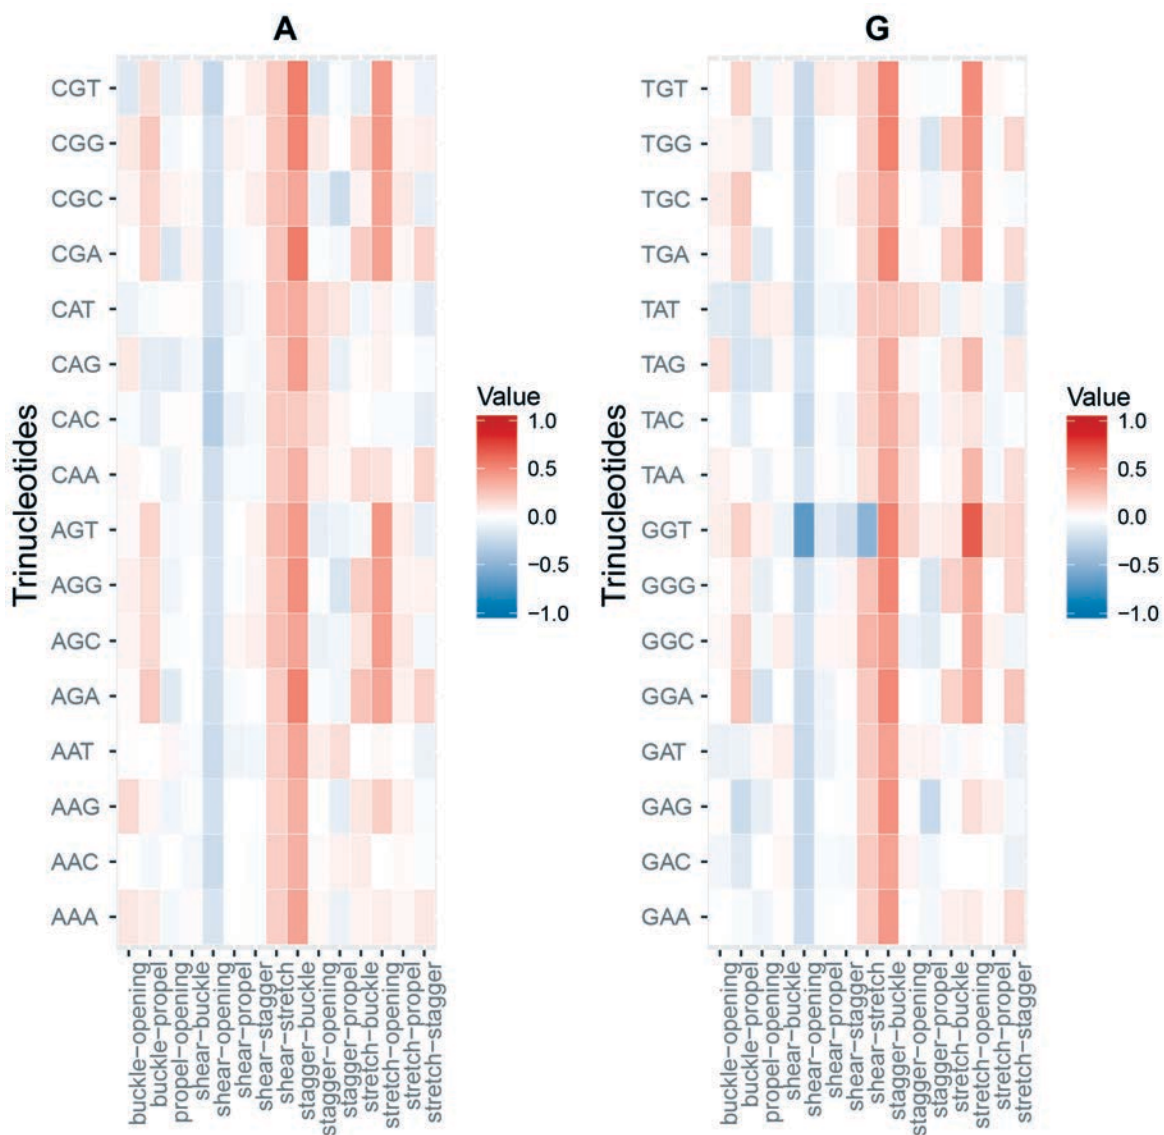 A
Trinucleotides
CGT
CGG
CGC
CGA
CAT
CAG
CAC
CAA
AGT
AGG
AGC
AGA
AAT
AAG
AAC
AAA
buckle−opening
buckle−propel
propel−opening
shear−buckle
shear−opening
shear−propel
shear−stagger
shear−stretch
stagger−buckle
stagger−opening
stagger−propel
stretch−buckle
stretch−opening
stretch−propel
stretch−stagger
Value
1.0
0.5
0.0
−0.5
−1.0
G
Trinucleotides
TGT
TGG
TGC
TGA
TAT
TAG
TAC
TAA
GGT
GGG
GGC
GGA
GAT
GAG
GAC
GAA
buckle−opening
buckle−propel
propel−opening
shear−buckle
shear−opening
shear−propel
shear−stagger
shear−stretch
stagger−buckle
stagger−opening
stagger−propel
stretch−buckle
stretch−opening
stretch−propel
stretch−stagger
Value
1.0
0.5
0.0
−0.5
−1.0